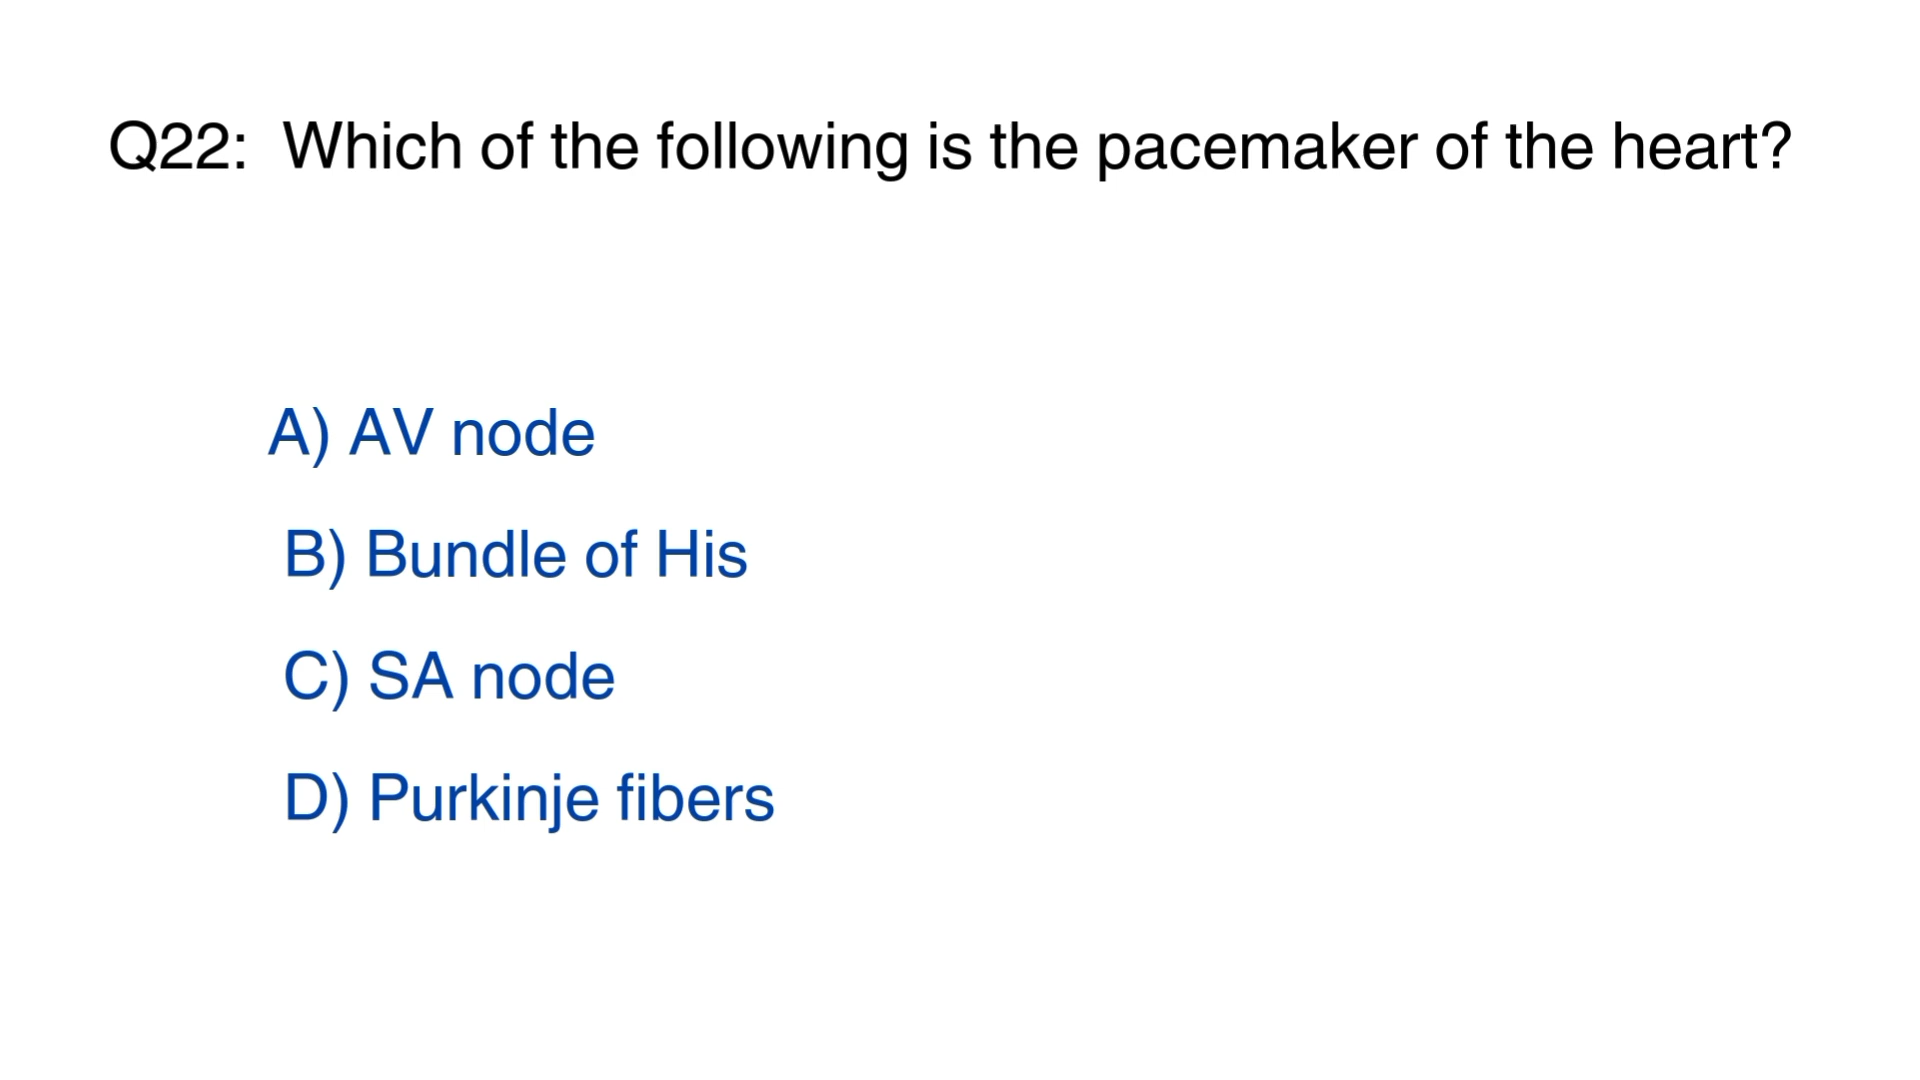 Q22: Which of the following is the pacemaker of the heart?
A) AV node
B) Bundle of His
C) SA node
D) Purkinje fibers